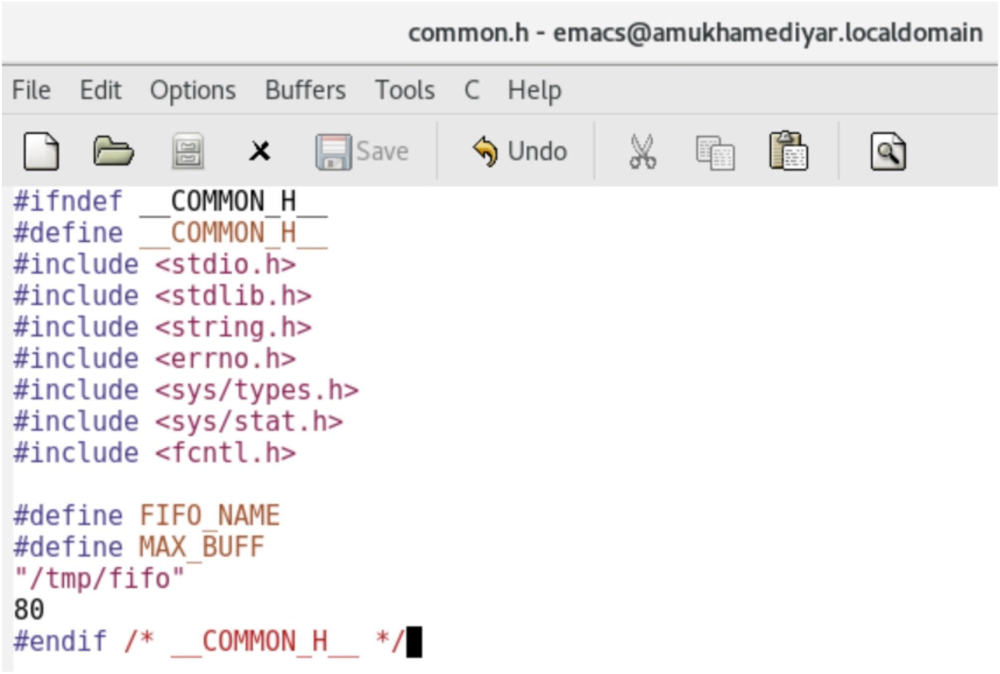 common.h - emacs@amukhamediyar.localdomain
File Edit Options Buffers Tools C Help
Save Undo
#ifndef __COMMON_H__
#define __COMMON_H__
#include <stdio.h>
#include <stdlib.h>
#include <string.h>
#include <errno.h>
#include <sys/types.h>
#include <sys/stat.h>
#include <fcntl.h>
#define FIFO_NAME
#define MAX_BUFF
"/tmp/fifo"
80
#endif /* __COMMON_H__ */